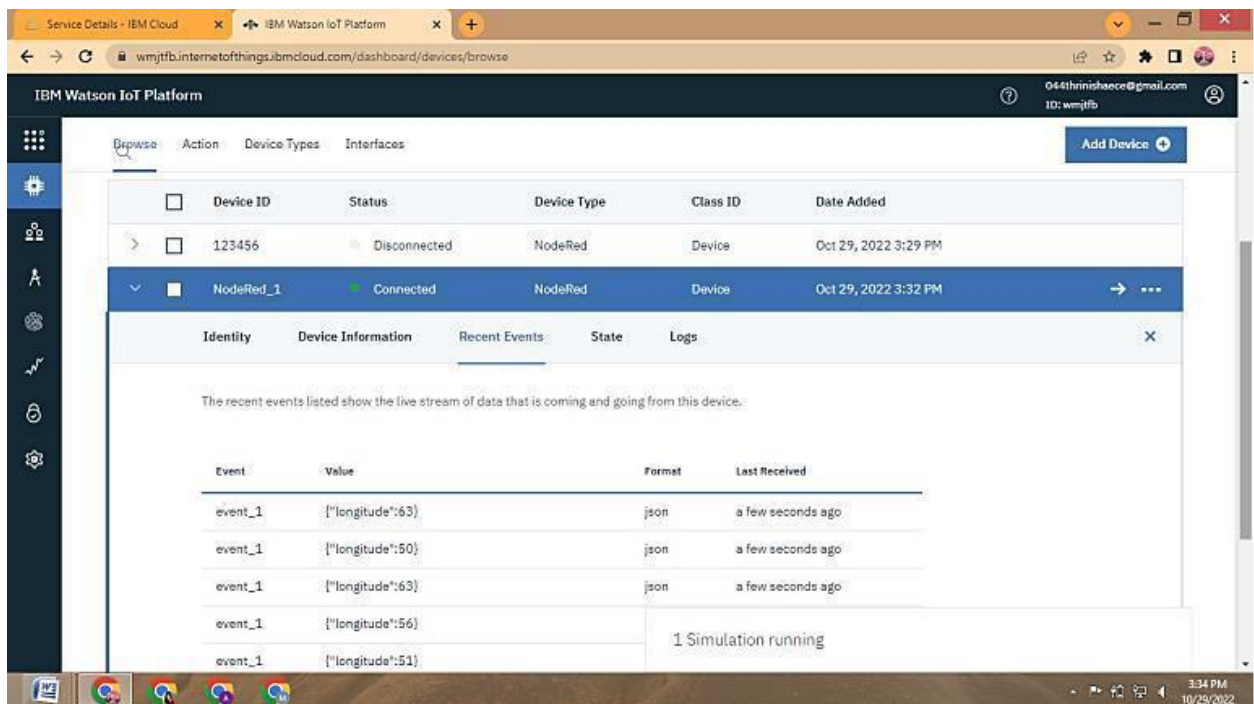 Service Details - IBM Cloud
IBM Watson IoT Platform
wmjtfb.internetofthings.ibmcloud.com/dashboard/devices/browse
IBM Watson IoT Platform
044thrinishaece@gmail.com
ID: wmjtfb
Browse Action Device Types Interfaces
Add Device
Device ID Status Device Type Class ID Date Added
123456 Disconnected NodeRed Device Oct 29, 2022 3:29 PM
NodeRed_1 Connected NodeRed Device Oct 29, 2022 3:32 PM
Identity Device Information Recent Events State Logs
The recent events listed show the live stream of data that is coming and going from this device.
Event Value Format Last Received
event_1 {"longitude":63} json a few seconds ago
event_1 {"longitude":50} json a few seconds ago
event_1 {"longitude":63} json a few seconds ago
event_1 {"longitude":56}
event_1 {"longitude":51}
1 Simulation running
3:34 PM
10/29/2022